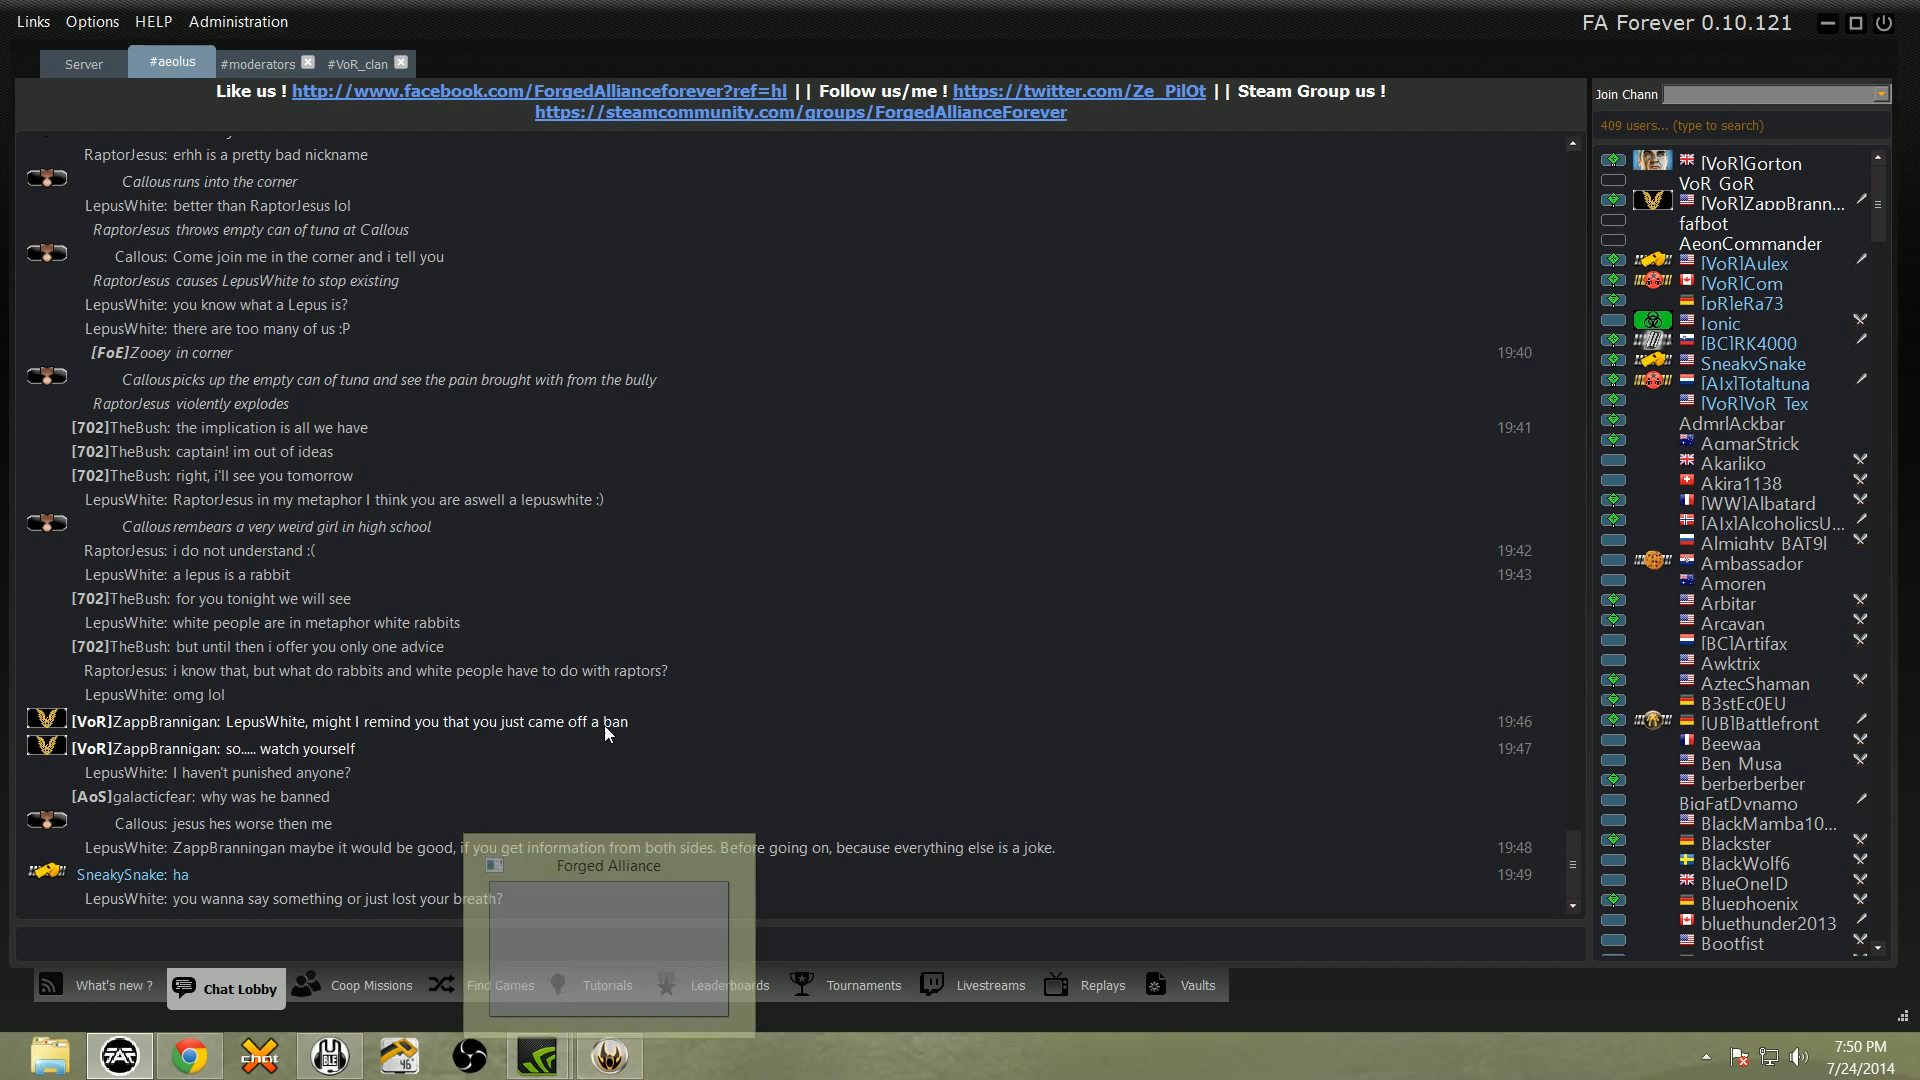 Links Options HELP Administration
FA Forever 0.10.121
Server #aeolus #moderators #VoR_clan
Like us ! http://www.facebook.com/ForgedAllianceforever?ref=hl || Follow us/me ! https://twitter.com/Ze_PilOt || Steam Group us !
https://steamcommunity.com/groups/ForgedAllianceForever
RaptorJesus: erhh is a pretty bad nickname
Callous runs into the corner
LepusWhite: better than RaptorJesus lol
RaptorJesus throws empty can of tuna at Callous
Callous: Come join me in the corner and i tell you
RaptorJesus causes LepusWhite to stop existing
LepusWhite: you know what a Lepus is?
LepusWhite: there are too many of us :P
[FoE]Zooey in corner 19:40
Callous picks up the empty can of tuna and see the pain brought with from the bully
RaptorJesus violently explodes
[702]TheBush: the implication is all we have 19:41
[702]TheBush: captain! im out of ideas
[702]TheBush: right, i'll see you tomorrow
LepusWhite: RaptorJesus in my metaphor I think you are aswell a lepuswhite :)
Callous rembears a very weird girl in high school
RaptorJesus: i do not understand :( 19:42
LepusWhite: a lepus is a rabbit 19:43
[702]TheBush: for you tonight we will see
LepusWhite: white people are in metaphor white rabbits
[702]TheBush: but until then i offer you only one advice
RaptorJesus: i know that, but what do rabbits and white people have to do with raptors?
LepusWhite: omg lol
[VoR]ZappBrannigan: LepusWhite, might I remind you that you just came off a ban 19:46
[VoR]ZappBrannigan: so..... watch yourself 19:47
LepusWhite: I haven't punished anyone?
[AoS]galacticfear: why was he banned
Callous: jesus hes worse then me
LepusWhite: ZappBranningan maybe it would be good, if you get information from both sides. Before going on, because everything else is a joke. 19:48
SneakySnake: ha 19:49
LepusWhite: you wanna say something or just lost your breath?
Forged Alliance
Join Chann
409 users... (type to search)
[VoR]Gorton
VoR_GoR
[VoR]ZappBrann...
fafbot
AeonCommander
[VoR]Aulex
[VoR]Com
[pR]eRa73
Ionic
[BC]RK4000
SneakySnake
[AIx]Totaltuna
[VoR]VoR_Tex
AdmrlAckbar
AgmarStrick
Akarliko
Akira1138
[WW]Albatard
[AIx]AlcoholicsU...
Almighty_BAT9l
Ambassador
Amoren
Arbitar
Arcavan
[BC]Artifax
Awktrix
AztecShaman
B3stEc0EU
[UB]Battlefront
Beewaa
Ben_Musa
berberberber
BigFatDynamo
BlackMamba10...
Blackster
BlackWolf6
BlueOneID
Bluephoenix
bluethunder2013
Bootfist
What's new ? Chat Lobby Coop Missions Find Games Tutorials Leaderboards Tournaments Livestreams Replays Vaults
FAF chat BLE 46
7:50 PM
7/24/2014